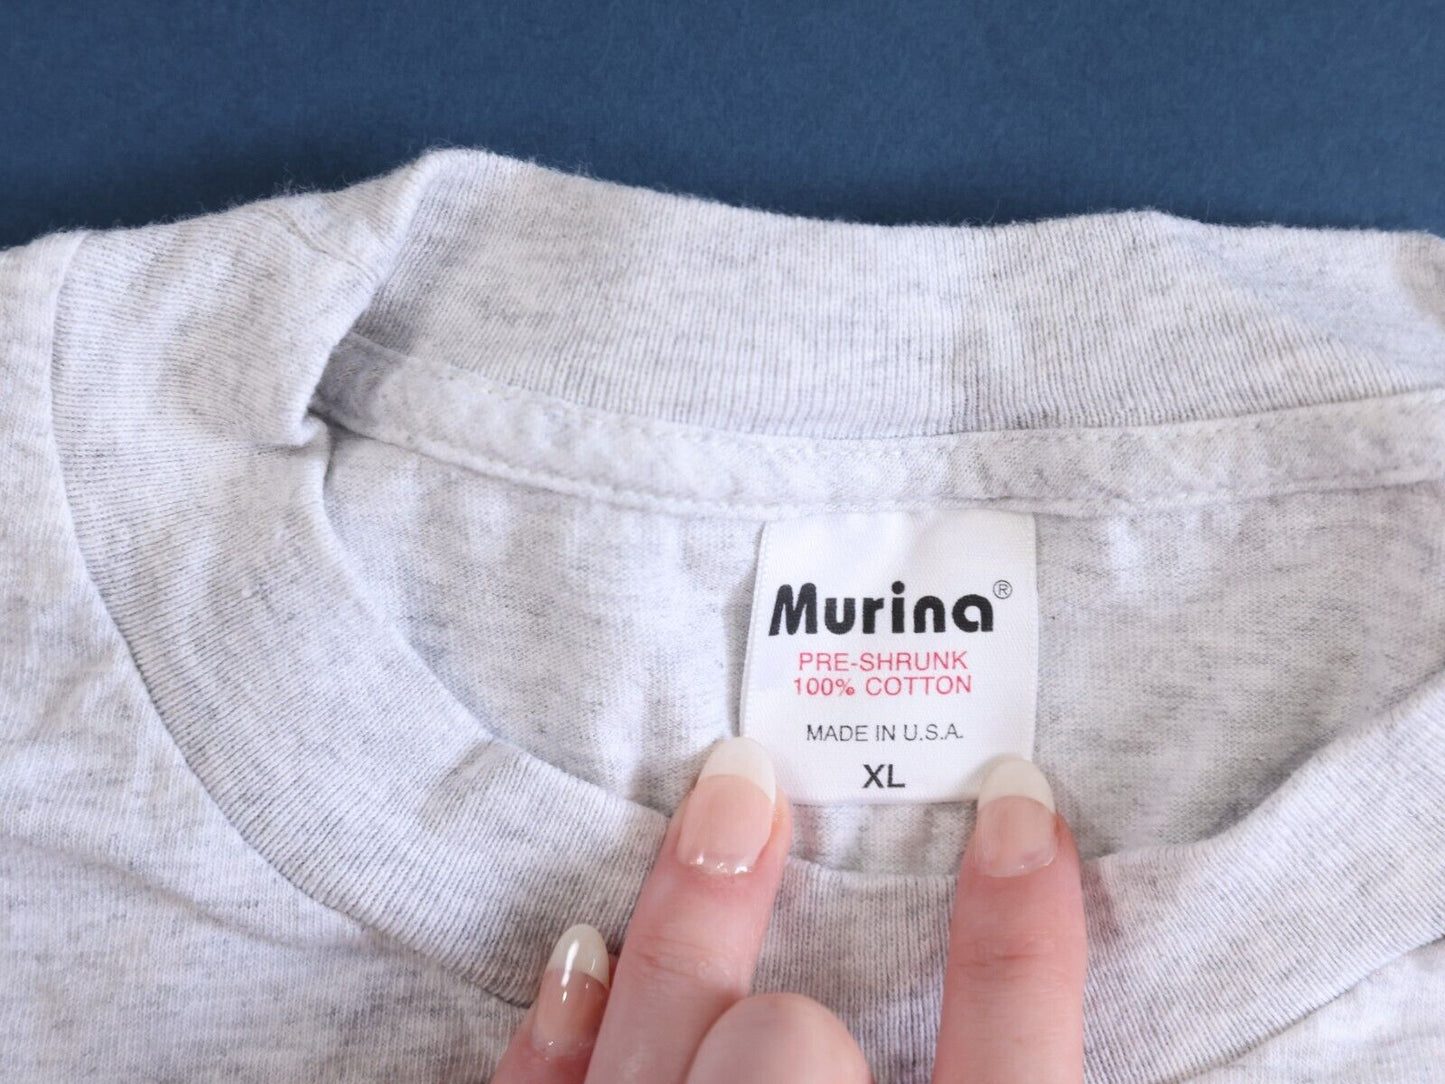 Murina®
PRE-SHRUNK
100% COTTON
MADE IN U.S.A.
XL